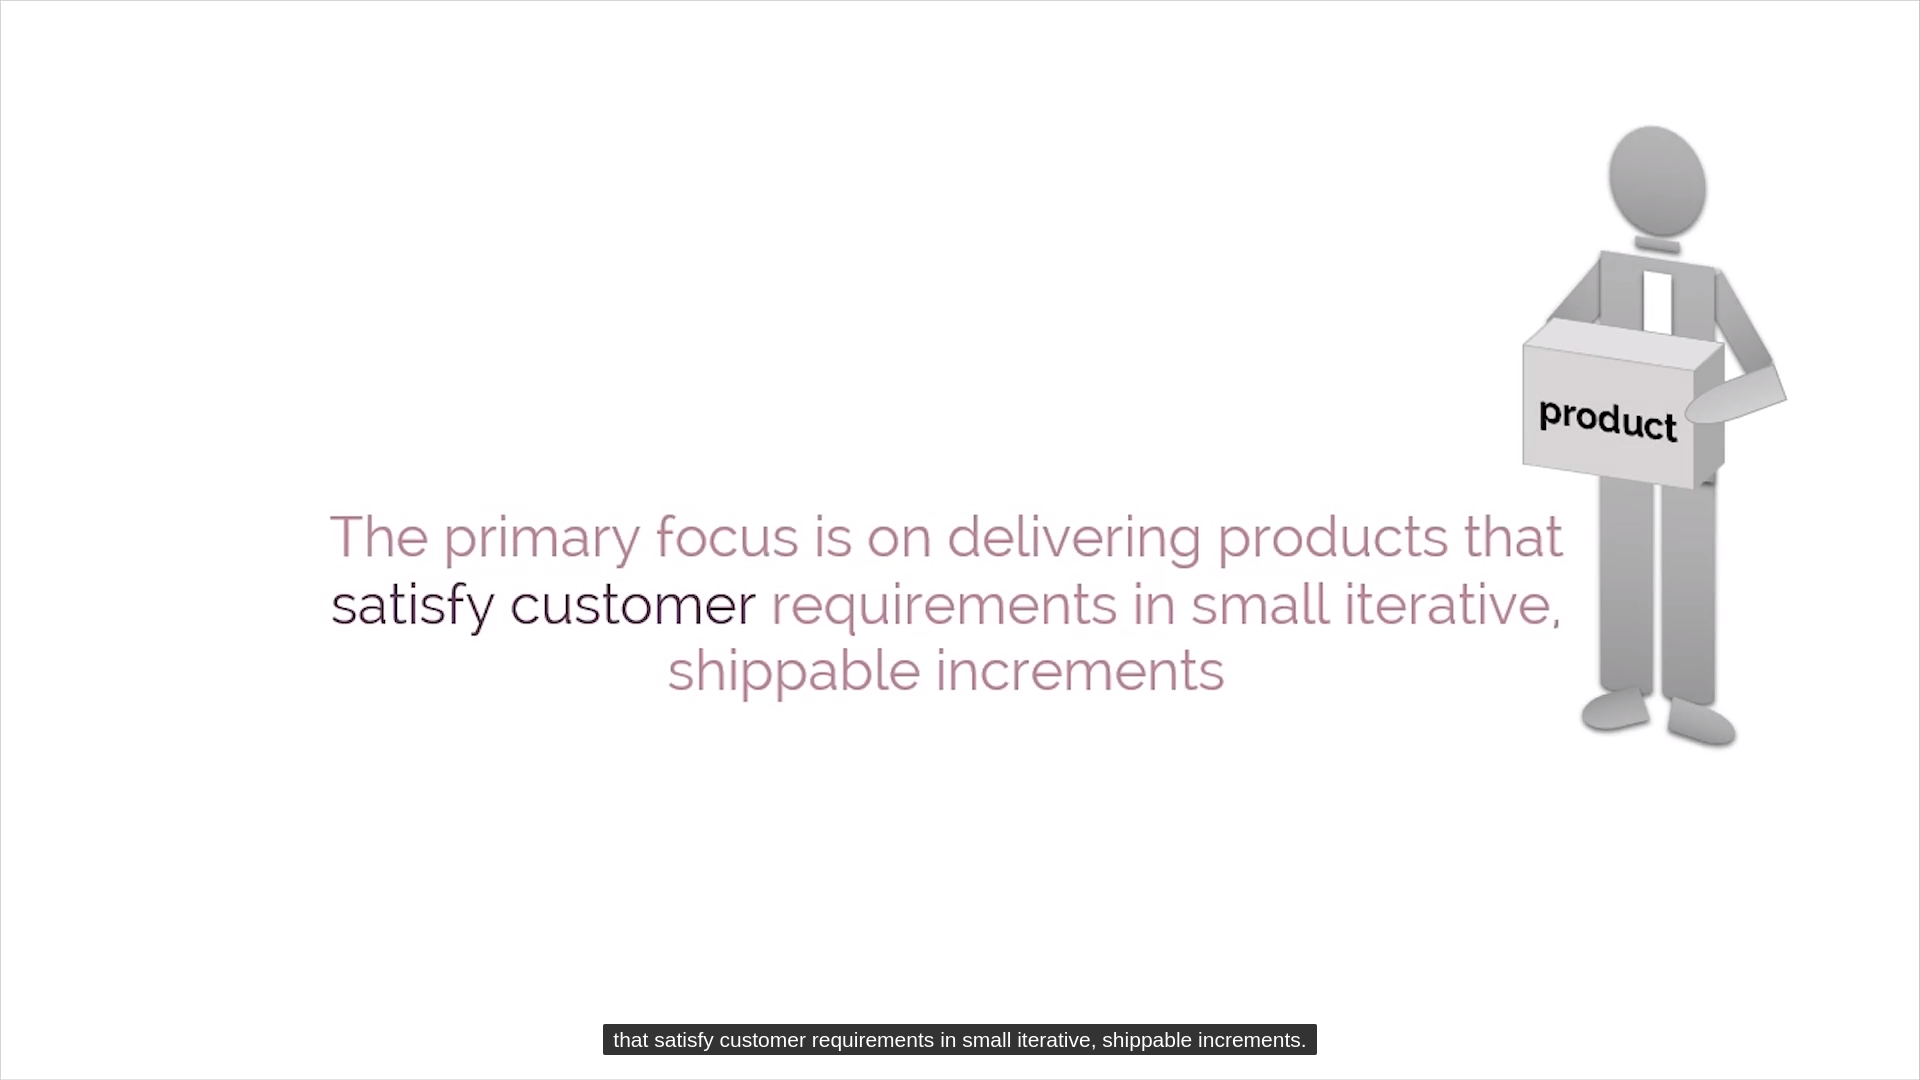 product
The primary focus is on delivering products that
satisfy customer requirements in small iterative,
shippable increments
that satisfy customer requirements in small iterative, shippable increments.